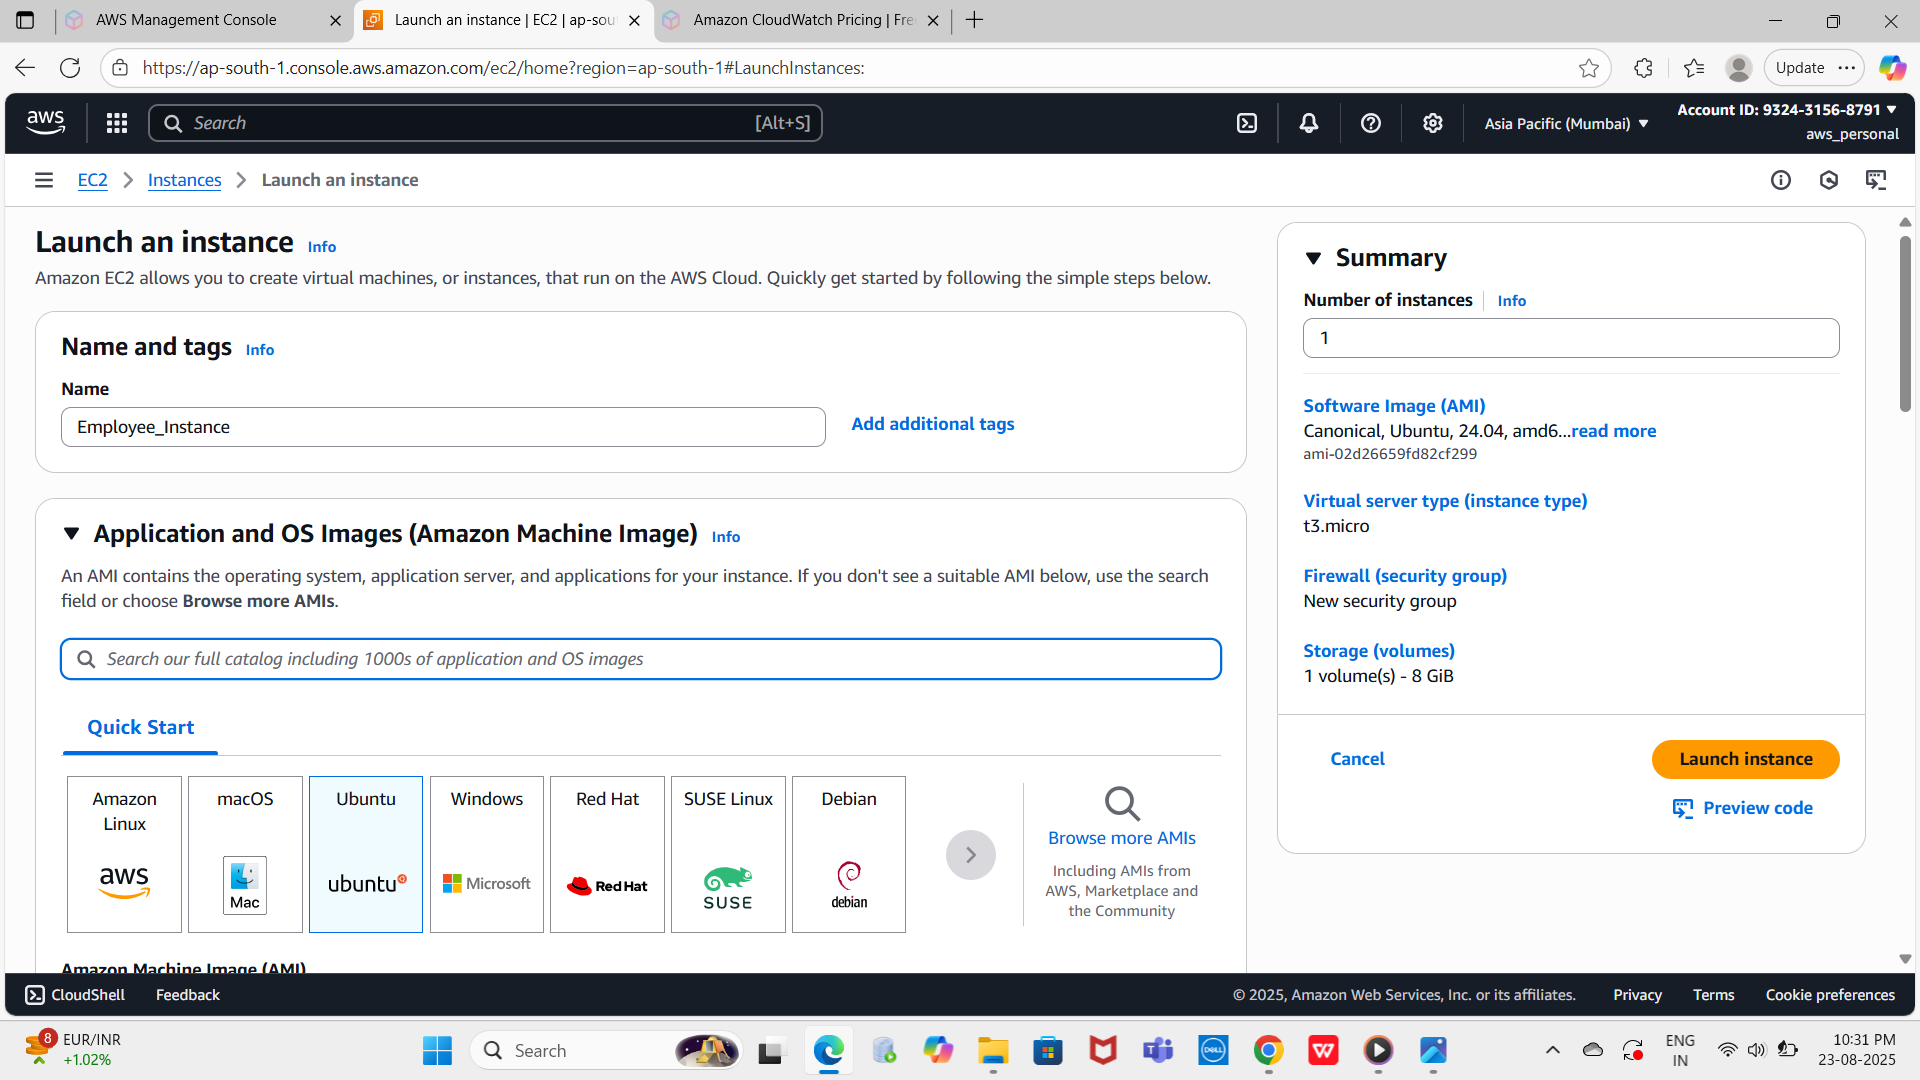 AWS Management Console
Launch an instance | EC2 | ap-sou
Amazon CloudWatch Pricing | Fre
https://ap-south-1.console.aws.amazon.com/ec2/home?region=ap-south-1#LaunchInstances:
Update
aws
Search
[Alt+S]
Asia Pacific (Mumbai)
Account ID: 9324-3156-8791
aws_personal
EC2
Instances
Launch an instance
Launch an instance
Info
Amazon EC2 allows you to create virtual machines, or instances, that run on the AWS Cloud. Quickly get started by following the simple steps below.
Name and tags
Info
Name
Employee_Instance
Add additional tags
Application and OS Images (Amazon Machine Image)
Info
An AMI contains the operating system, application server, and applications for your instance. If you don't see a suitable AMI below, use the search
field or choose Browse more AMIs.
Search our full catalog including 1000s of application and OS images
Quick Start
Amazon
Linux
aws
macOS
Mac
Ubuntu
ubuntu
Windows
Microsoft
Red Hat
Red Hat
SUSE Linux
SUSE
Debian
debian
Browse more AMIs
Including AMIs from
AWS, Marketplace and
the Community
Amazon Machine Image (AMI)
Summary
Number of instances
Info
1
Software Image (AMI)
Canonical, Ubuntu, 24.04, amd6...read more
ami-02d26659fd82cf299
Virtual server type (instance type)
t3.micro
Firewall (security group)
New security group
Storage (volumes)
1 volume(s) - 8 GiB
Cancel
Launch instance
Preview code
CloudShell
Feedback
© 2025, Amazon Web Services, Inc. or its affiliates.
Privacy
Terms
Cookie preferences
8
EUR/INR
+1.02%
Search
DELL
W
ENG
IN
10:31 PM
23-08-2025